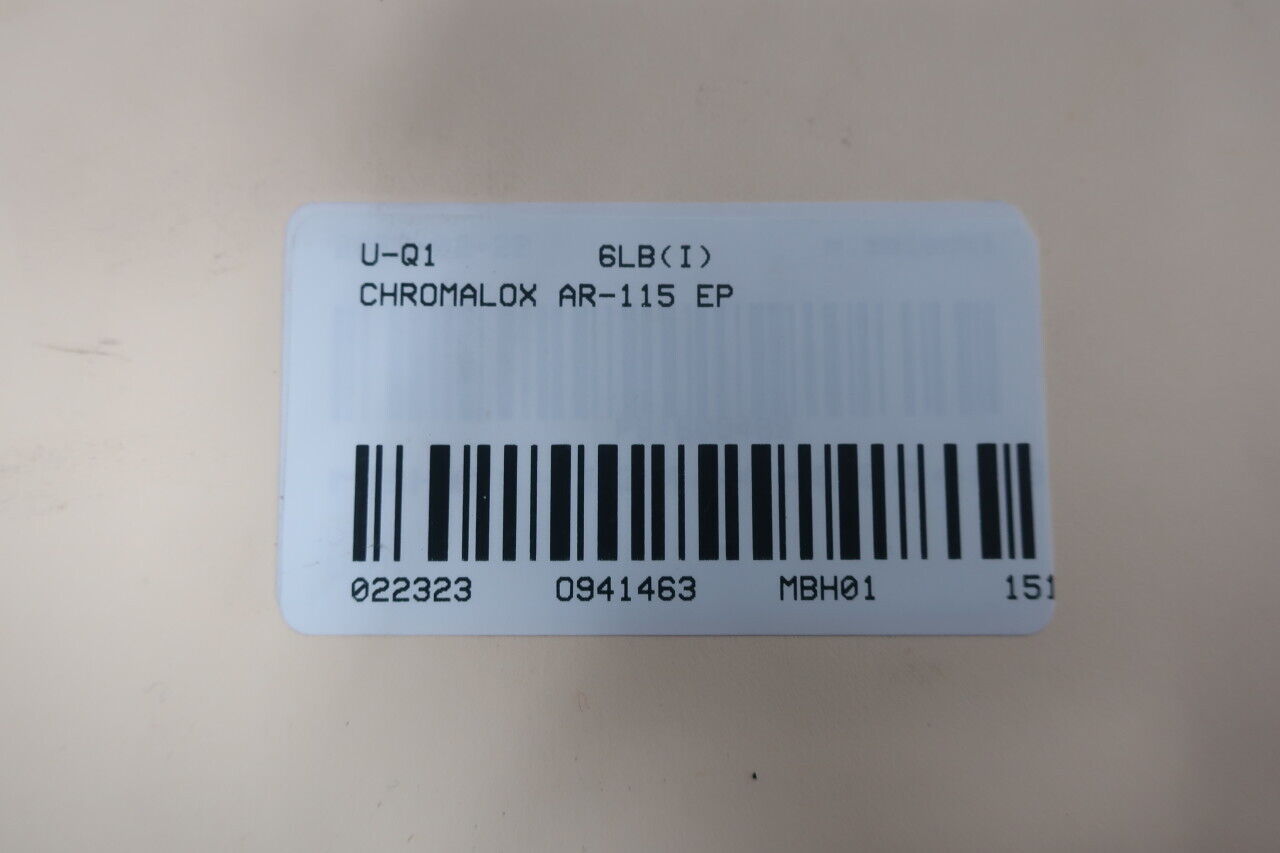 U-Q1 6LB(I)
CHROMALOX AR-115 EP
022323 0941463 MBH01 151